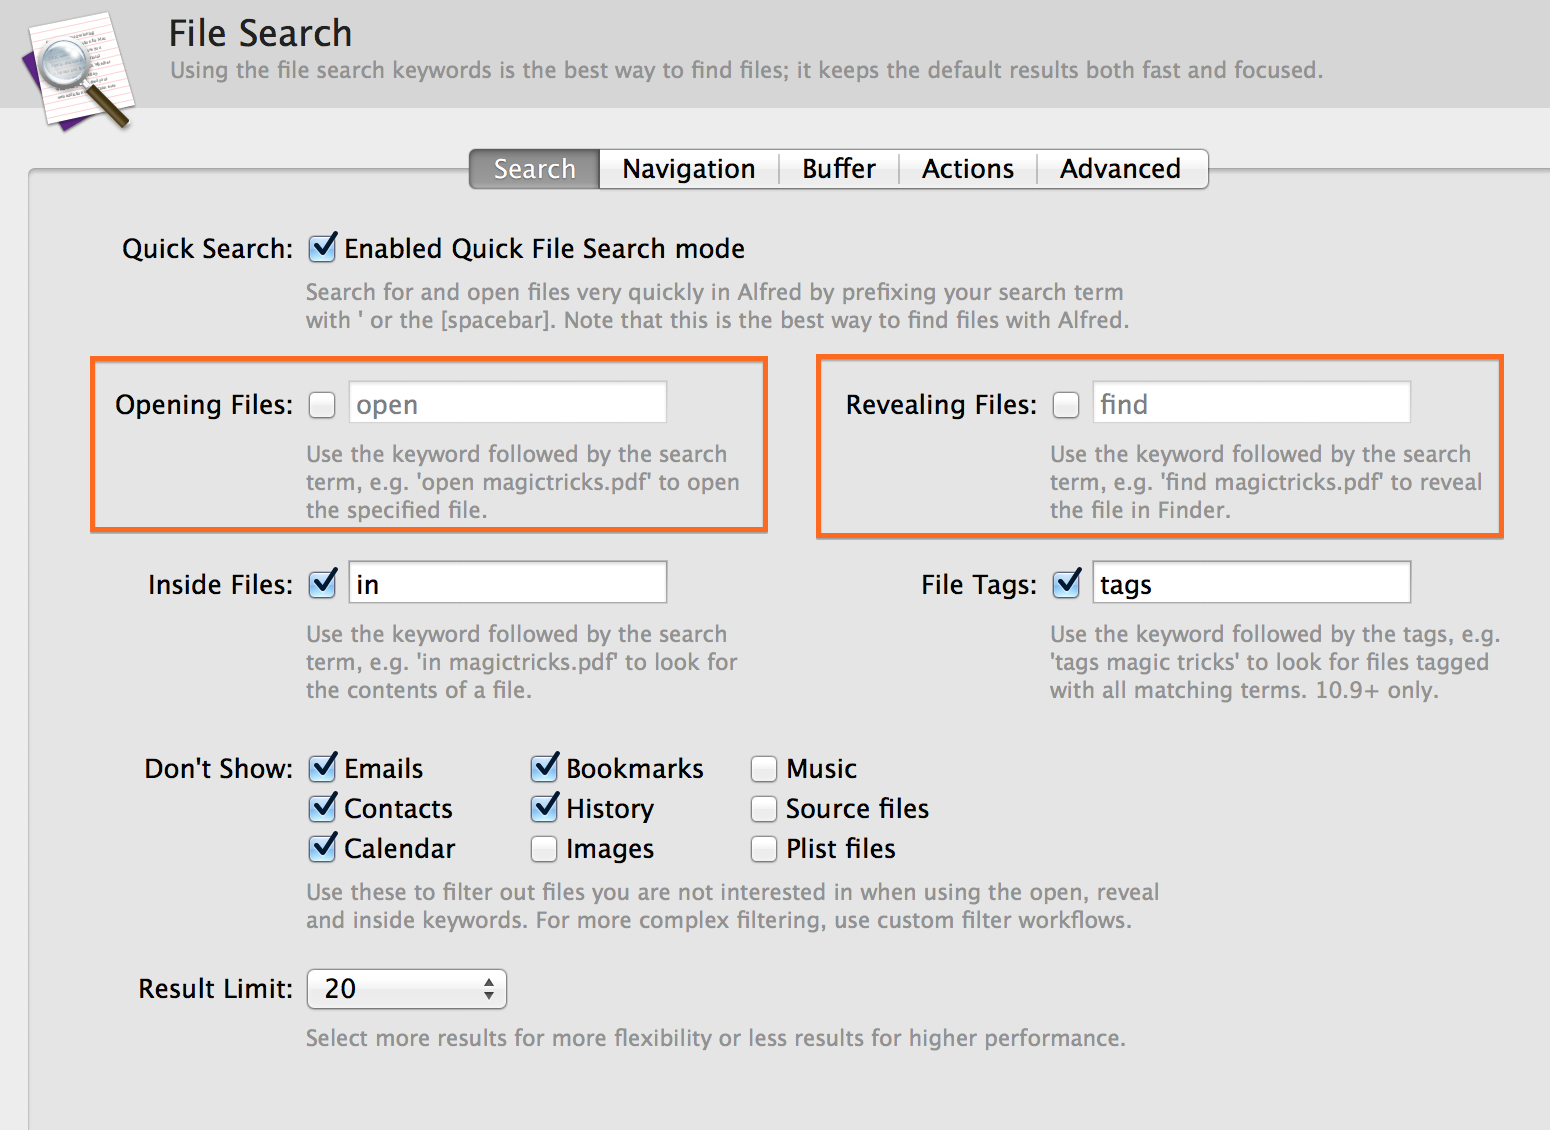 File Search
Using the file search keywords is the best way to find files; it keeps the default results both fast and focused.
Search Navigation Buffer Actions Advanced
Quick Search: Enabled Quick File Search mode
Search for and open files very quickly in Alfred by prefixing your search term
with ' or the [spacebar]. Note that this is the best way to find files with Alfred.
Opening Files: open
Use the keyword followed by the search
term, e.g. 'open magictricks.pdf' to open
the specified file.
Revealing Files: find
Use the keyword followed by the search
term, e.g. 'find magictricks.pdf' to reveal
the file in Finder.
Inside Files: in
Use the keyword followed by the search
term, e.g. 'in magictricks.pdf' to look for
the contents of a file.
File Tags: tags
Use the keyword followed by the tags, e.g.
'tags magic tricks' to look for files tagged
with all matching terms. 10.9+ only.
Don't Show: Emails Bookmarks Music
Contacts History Source files
Calendar Images Plist files
Use these to filter out files you are not interested in when using the open, reveal
and inside keywords. For more complex filtering, use custom filter workflows.
Result Limit: 20
Select more results for more flexibility or less results for higher performance.